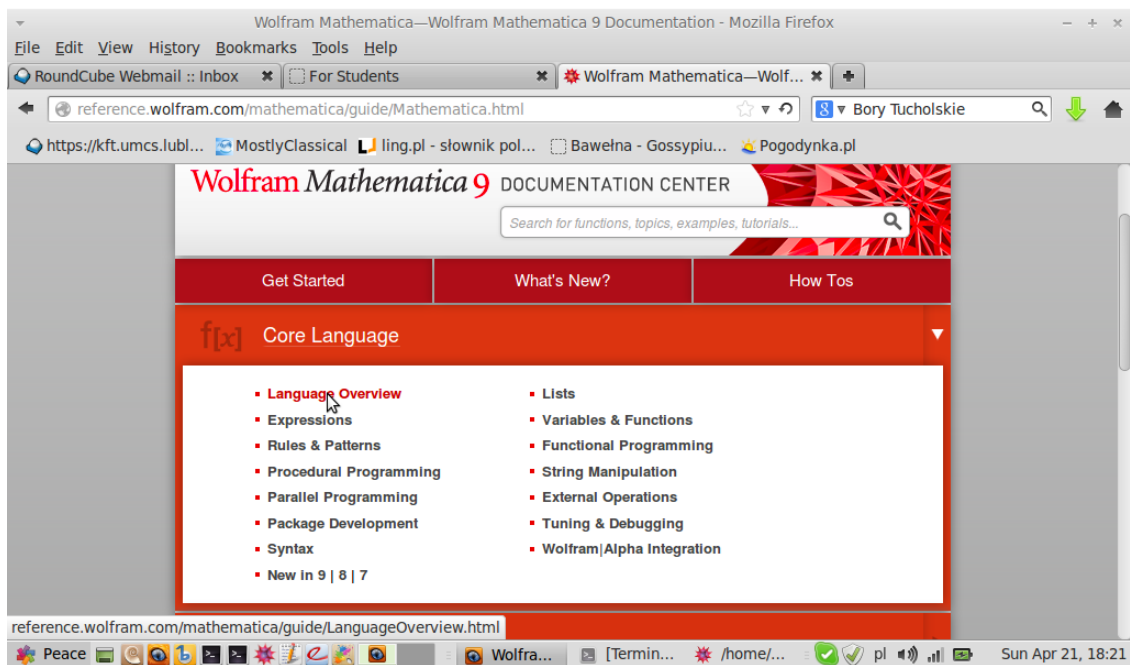 Wolfram Mathematica—Wolfram Mathematica 9 Documentation - Mozilla Firefox
File Edit View History Bookmarks Tools Help
RoundCube Webmail :: Inbox For Students Wolfram Mathematica—Wolf...
reference.wolfram.com/mathematica/guide/Mathematica.html 8 Bory Tucholskie
https://kft.umcs.lubl... MostlyClassical ling.pl - słownik pol... Bawełna - Gossypiu... Pogodynka.pl
Wolfram Mathematica 9 DOCUMENTATION CENTER
Search for functions, topics, examples, tutorials...
Get Started What's New? How Tos
f[x] Core Language
Language Overview
Expressions
Rules & Patterns
Procedural Programming
Parallel Programming
Package Development
Syntax
New in 9 | 8 | 7
Lists
Variables & Functions
Functional Programming
String Manipulation
External Operations
Tuning & Debugging
Wolfram|Alpha Integration
reference.wolfram.com/mathematica/guide/LanguageOverview.html
Peace Wolfra... [Termin... /home/... pl Sun Apr 21, 18:21